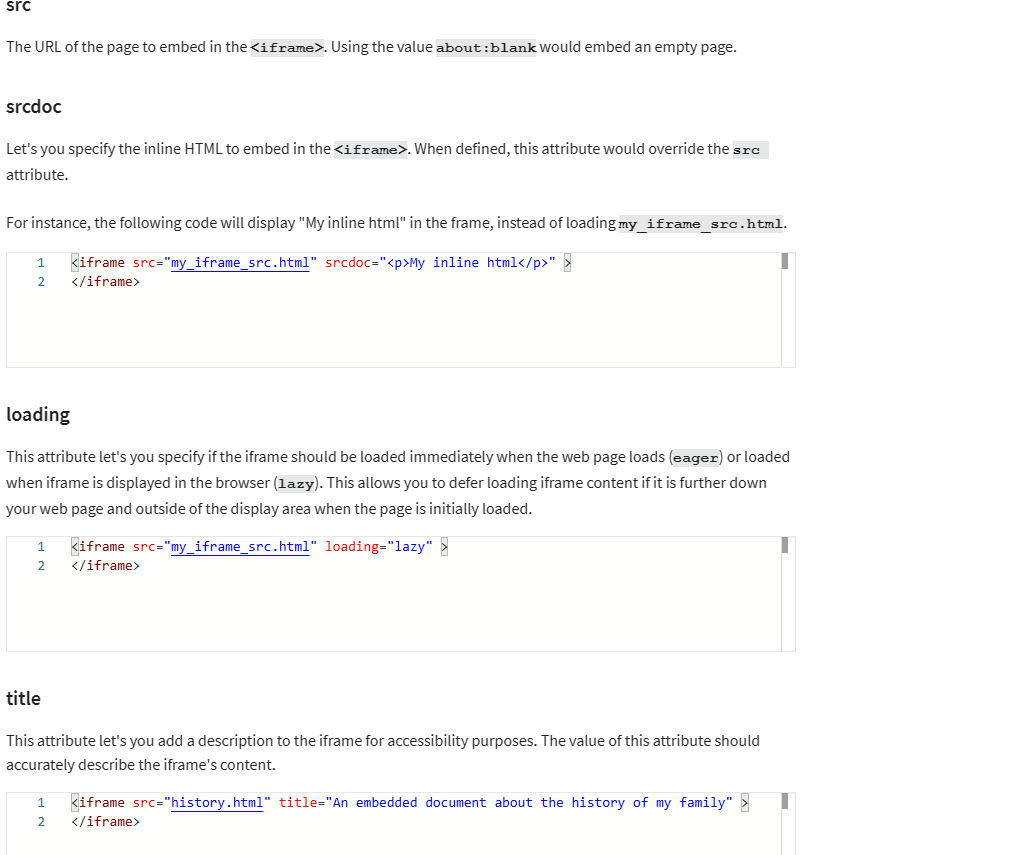 src
The URL of the page to embed in the <iframe>. Using the value about:blank would embed an empty page.
srcdoc
Let's you specify the inline HTML to embed in the <iframe>. When defined, this attribute would override the src
attribute.
For instance, the following code will display "My inline html" in the frame, instead of loading my_iframe_src.html.
1 <iframe src="my_iframe_src.html" srcdoc="<p>My inline html</p>" >
2 </iframe>
loading
This attribute let's you specify if the iframe should be loaded immediately when the web page loads (eager) or loaded
when iframe is displayed in the browser (lazy). This allows you to defer loading iframe content if it is further down
your web page and outside of the display area when the page is initially loaded.
1 <iframe src="my_iframe_src.html" loading="lazy" >
2 </iframe>
title
This attribute let's you add a description to the iframe for accessibility purposes. The value of this attribute should
accurately describe the iframe's content.
1 <iframe src="history.html" title="An embedded document about the history of my family" >
2 </iframe>